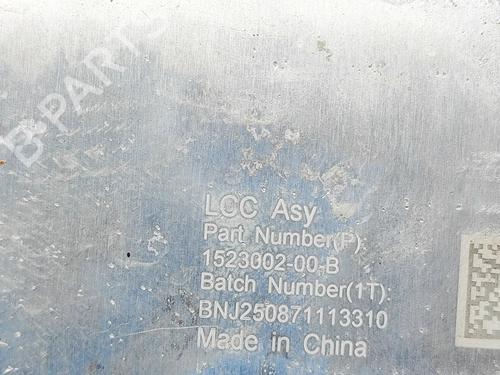 B-PARTS
LCC Asy
Part Number(P):
1523002-00-B
Batch Number(1T):
BNJ250871113310
Made in China